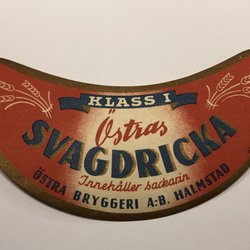 KLASS I
Östras
SVAGDRICKA
Innehåller sackarin
ÖSTRA BRYGGERI A.B. HALMSTAD